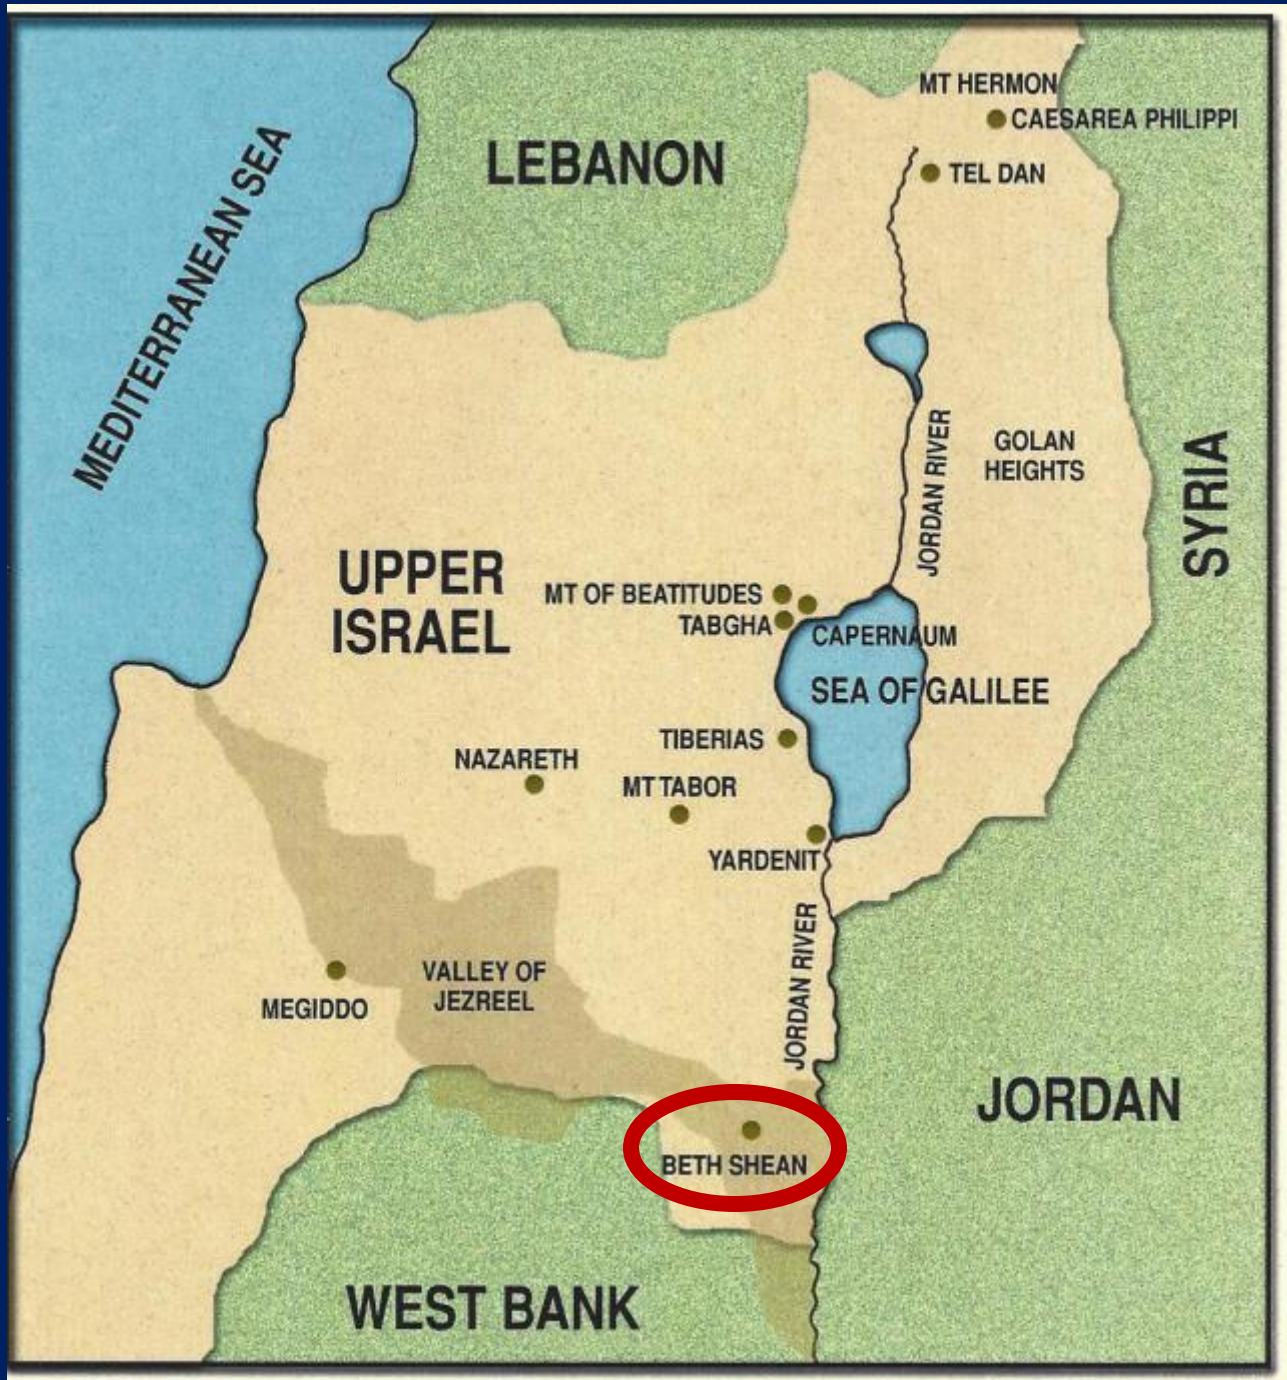 MT HERMON
CAESAREA PHILIPPI
LEBANON
TEL DAN
MEDITERRANEAN SEA
GOLAN
HEIGHTS
JORDAN RIVER
SYRIA
UPPER
ISRAEL
MT OF BEATITUDES
TABGHA
CAPERNAUM
SEA OF GALILEE
TIBERIAS
NAZARETH
MT TABOR
YARDENIT
JORDAN RIVER
VALLEY OF
JEZREEL
MEGIDDO
JORDAN
BETH SHEAN
WEST BANK